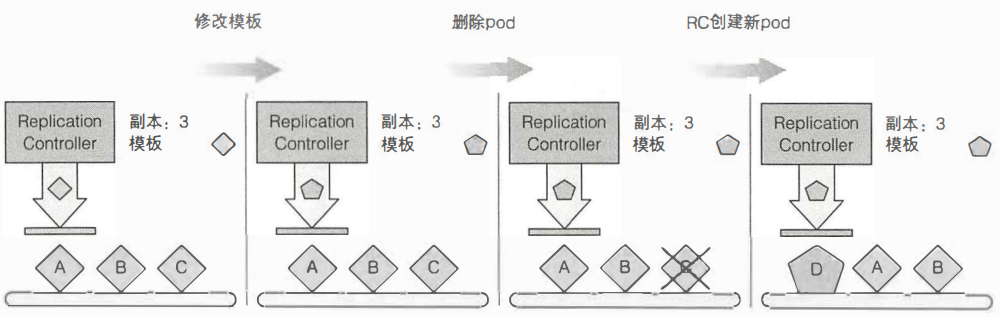 修改模板
删除pod
RC创建新pod
Replication
Controller
副本：3
模板
A
B
C
Replication
Controller
副本：3
模板
A
B
C
Replication
Controller
副本：3
模板
A
B
C
Replication
Controller
副本：3
模板
D
A
B